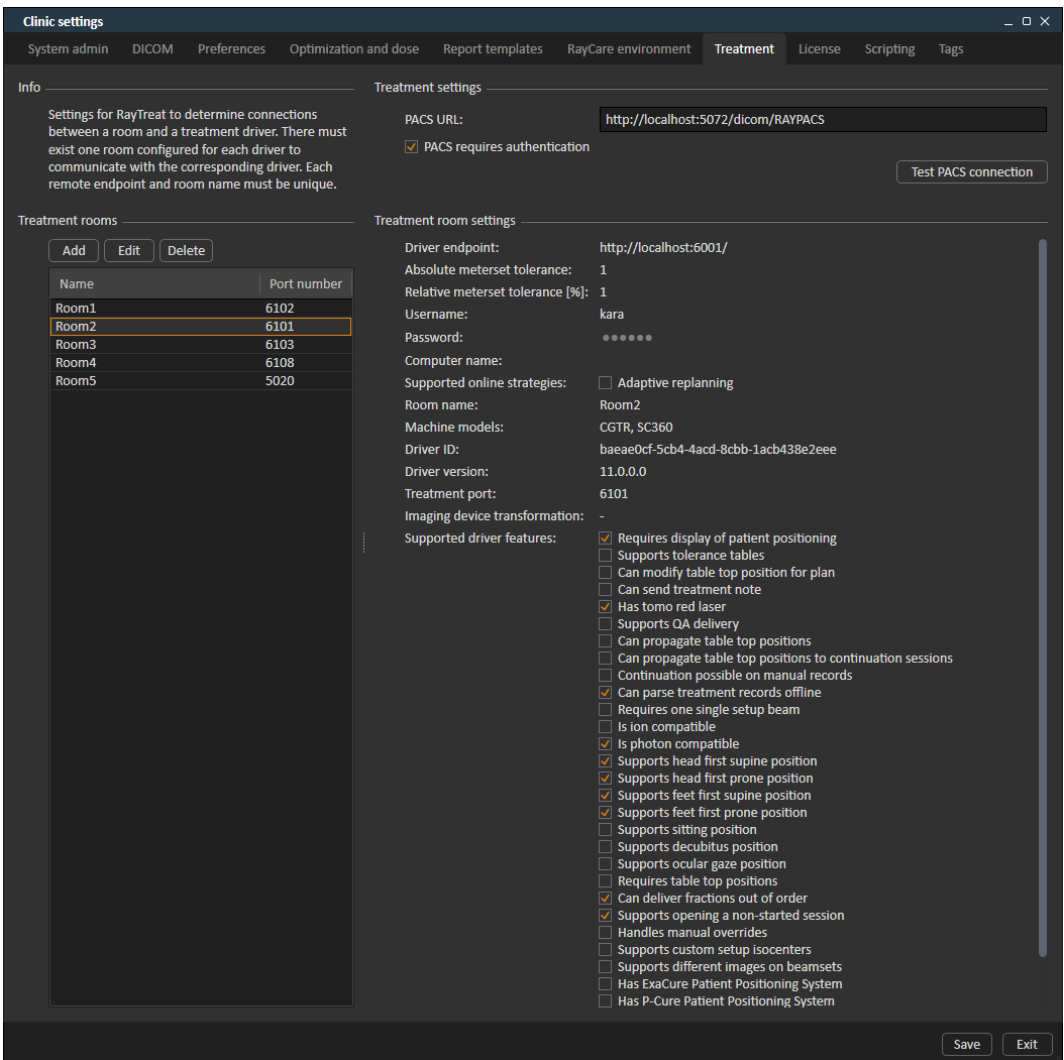 Clinic settings
System admin DICOM Preferences Optimization and dose Report templates RayCare environment Treatment License Scripting Tags
Info
Settings for RayTreat to determine connections
between a room and a treatment driver. There must
exist one room configured for each driver to
communicate with the corresponding driver. Each
remote endpoint and room name must be unique.
Treatment settings
PACS URL: http://localhost:5072/dicom/RAYPACS
PACS requires authentication
Test PACS connection
Treatment rooms
Add Edit Delete
Name Port number
Room1 6102
Room2 6101
Room3 6103
Room4 6108
Room5 5020
Treatment room settings
Driver endpoint: http://localhost:6001/
Absolute meterset tolerance: 1
Relative meterset tolerance [%]: 1
Username: kara
Password: ●●●●●●
Computer name:
Supported online strategies: Adaptive replanning
Room name: Room2
Machine models: CGTR, SC360
Driver ID: baeae0cf-5cb4-4acd-8cbb-1acb438e2eee
Driver version: 11.0.0.0
Treatment port: 6101
Imaging device transformation: -
Supported driver features: Requires display of patient positioning
Supports tolerance tables
Can modify table top position for plan
Can send treatment note
Has tomo red laser
Supports QA delivery
Can propagate table top positions
Can propagate table top positions to continuation sessions
Continuation possible on manual records
Can parse treatment records offline
Requires one single setup beam
Is ion compatible
Is photon compatible
Supports head first supine position
Supports head first prone position
Supports feet first supine position
Supports feet first prone position
Supports sitting position
Supports decubitus position
Supports ocular gaze position
Requires table top positions
Can deliver fractions out of order
Supports opening a non-started session
Handles manual overrides
Supports custom setup isocenters
Supports different images on beamsets
Has ExaCure Patient Positioning System
Has P-Cure Patient Positioning System
Save Exit